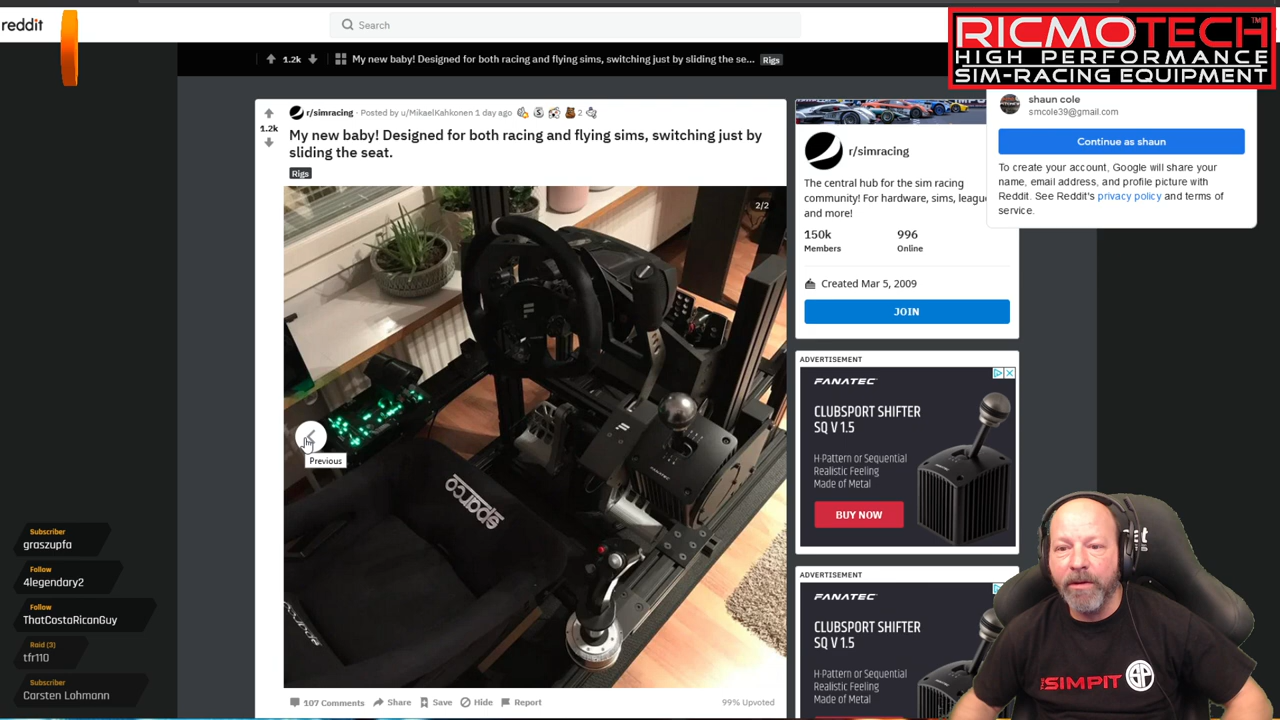 reddit
Search
RICMOTECH™
HIGH PERFORMANCE
SIM-RACING EQUIPMENT
1.2k
My new baby! Designed for both racing and flying sims, switching just by sliding the se...
Rigs
shaun cole
smcole39@gmail.com
Continue as shaun
To create your account, Google will share your
name, email address, and profile picture with
Reddit. See Reddit's privacy policy and terms of
service.
r/simracing · Posted by u/MikaelKahkonen 1 day ago
2
1.2k
My new baby! Designed for both racing and flying sims, switching just by
sliding the seat.
Rigs
2/2
Previous
sparco
107 Comments
Share
Save
Hide
Report
99% Upvoted
r/simracing
The central hub for the sim racing
community! For hardware, sims, leagu
and more!
150k
Members
996
Online
Created Mar 5, 2009
JOIN
ADVERTISEMENT
FANATEC
CLUBSPORT SHIFTER
SQ V 1.5
H-Pattern or Sequential
Realistic Feeling
Made of Metal
BUY NOW
ADVERTISEMENT
FANATEC
CLUBSPORT SHIFTER
SQ V 1.5
H-Pattern or Sequential
Realistic Feeling
Made of Metal
Subscriber
graszupfa
Follow
4legendary2
Follow
ThatCostaRicanGuy
Raid (3)
tfr110
Subscriber
Carsten Lohmann
THE SIMPIT
SP